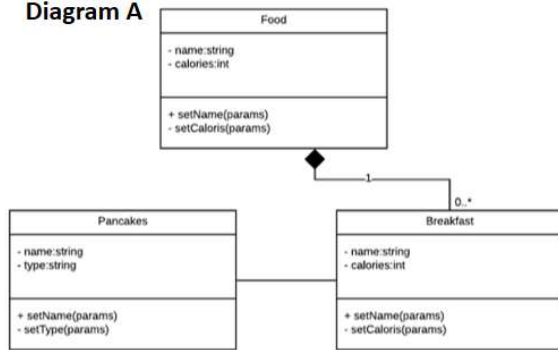 Diagram A
Food
- name:string
- calories:int
+ setName(params)
- setCaloris(params)
1
0..*
Pancakes
- name:string
- type:string
+ setName(params)
- setType(params)
Breakfast
- name:string
- calories:int
+ setName(params)
- setCaloris(params)